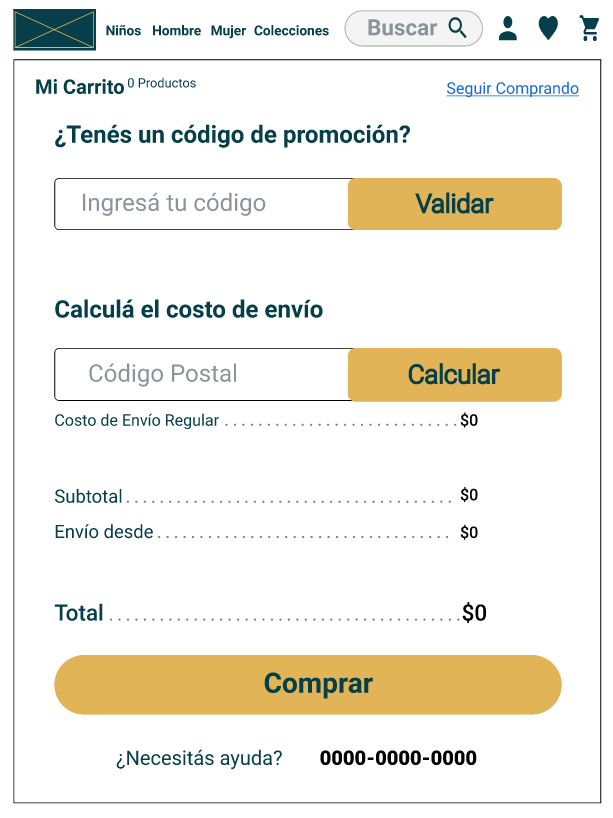 Niños Hombre Mujer Colecciones Buscar
Mi Carrito 0 Productos Seguir Comprando
¿Tenés un código de promoción?
Ingresá tu código Validar
Calculá el costo de envío
Código Postal Calcular
Costo de Envío Regular ............................ $0
Subtotal ................................... $0
Envío desde ............................... $0
Total ....................................... $0
Comprar
¿Necesitás ayuda? 0000-0000-0000